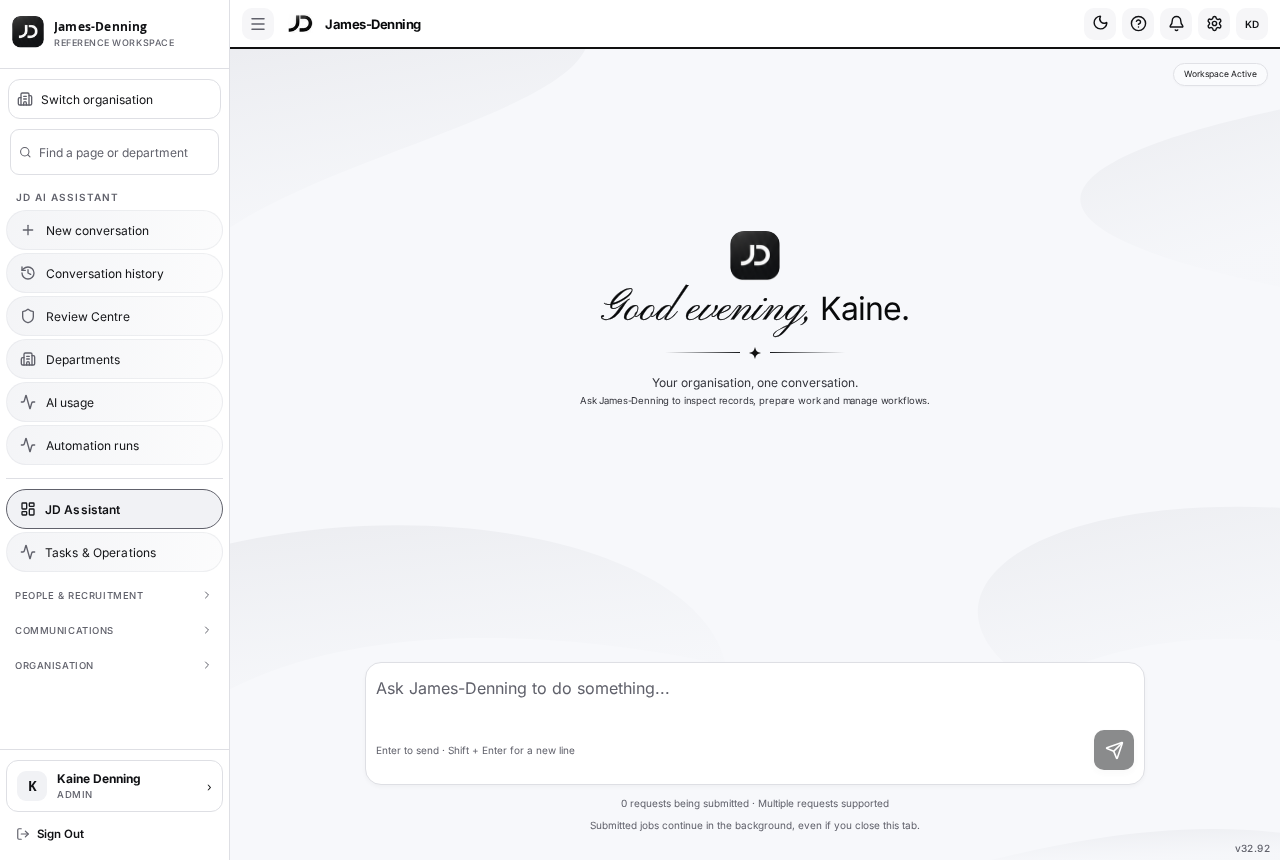 JD
James-Denning
REFERENCE WORKSPACE
Switch organisation
Find a page or department
JD AI ASSISTANT
New conversation
Conversation history
Review Centre
Departments
AI usage
Automation runs
JD Assistant
Tasks & Operations
PEOPLE & RECRUITMENT
COMMUNICATIONS
ORGANISATION
K
Kaine Denning
ADMIN
Sign Out
JD
James-Denning
KD
Workspace Active
JD
Good evening, Kaine.
Your organisation, one conversation.
Ask James-Denning to inspect records, prepare work and manage workflows.
Ask James-Denning to do something...
Enter to send · Shift + Enter for a new line
0 requests being submitted · Multiple requests supported
Submitted jobs continue in the background, even if you close this tab.
v32.92